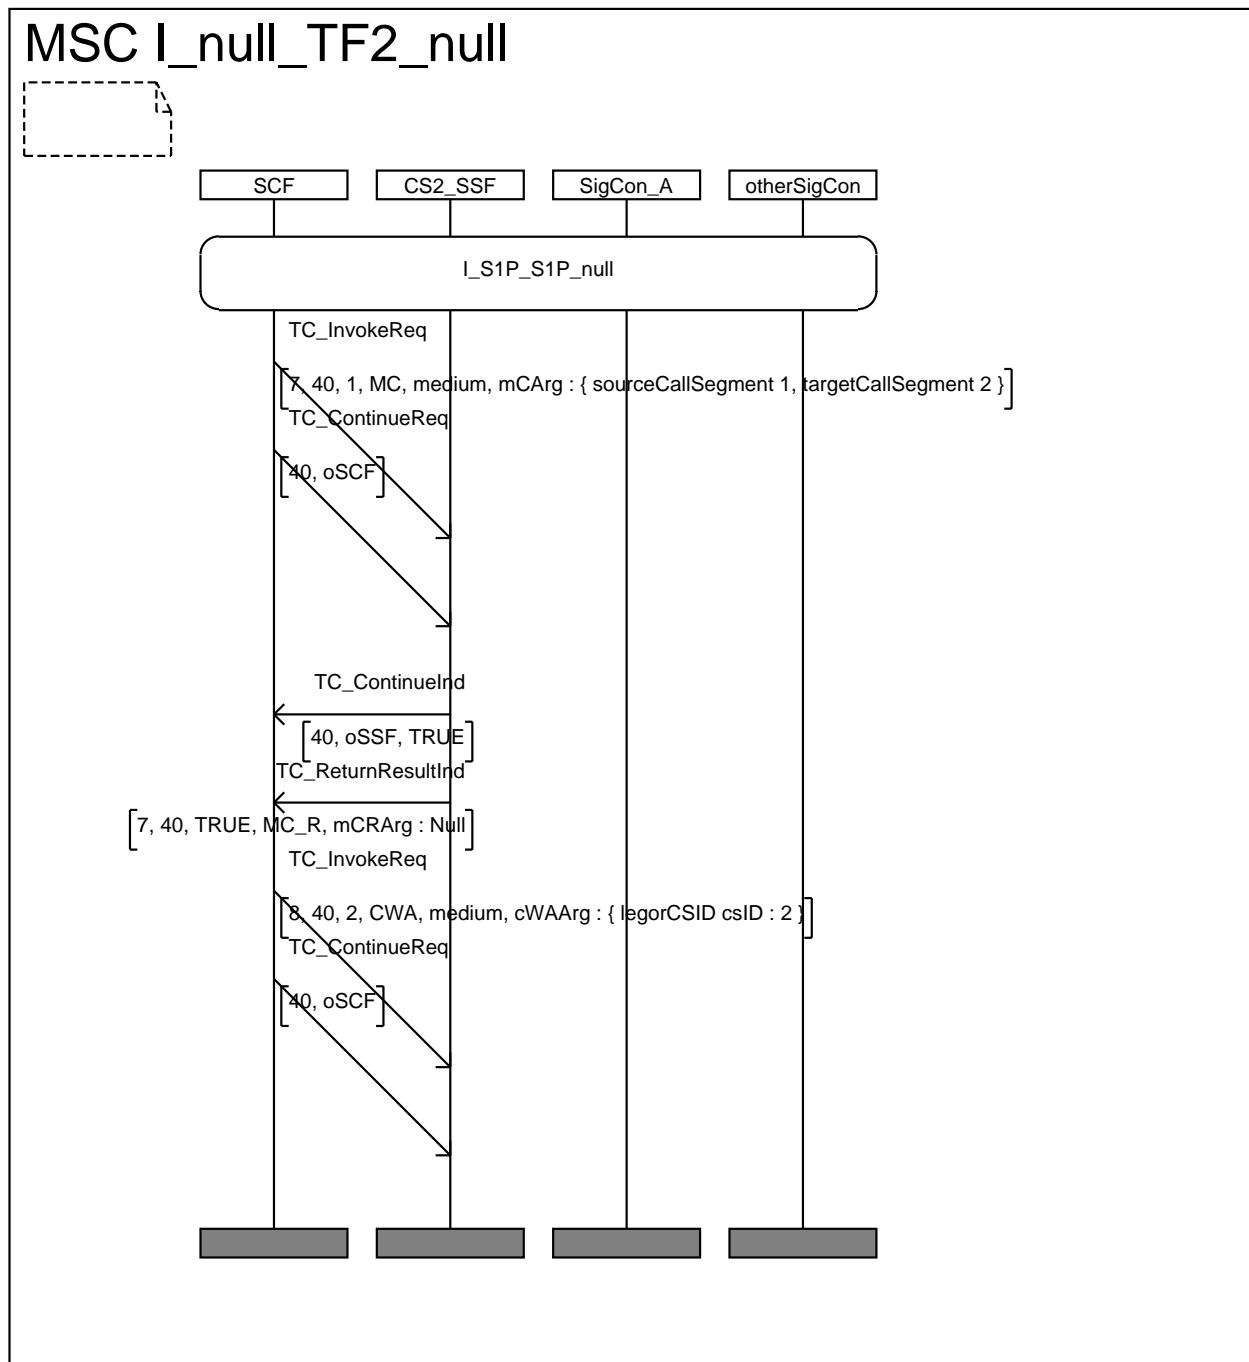 MSC I_null_TF2_null
SCF CS2_SSF SigCon_A otherSigCon
I_S1P_S1P_null
TC_InvokeReq
7, 40, 1, MC, medium, mCArg : { sourceCallSegment 1, targetCallSegment 2 }
TC_ContinueReq
40, oSCF
TC_ContinueInd
40, oSSF, TRUE
TC_ReturnResultInd
7, 40, TRUE, MC_R, mCRArg : Null
TC_InvokeReq
8, 40, 2, CWA, medium, cWAArg : { legorCSID csID : 2 }
TC_ContinueReq
40, oSCF